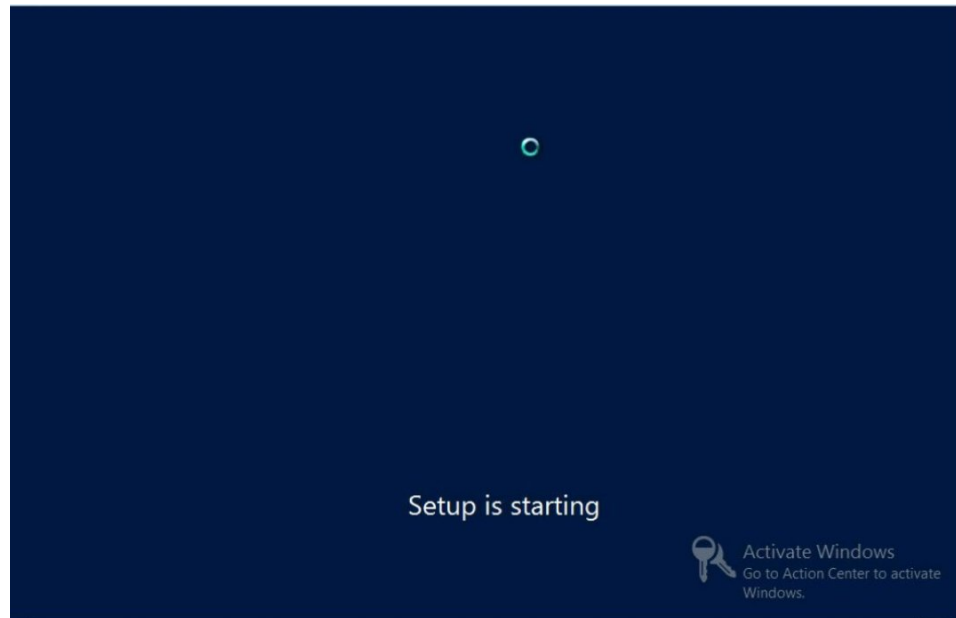 Setup is starting
Activate Windows
Go to Action Center to activate
Windows.